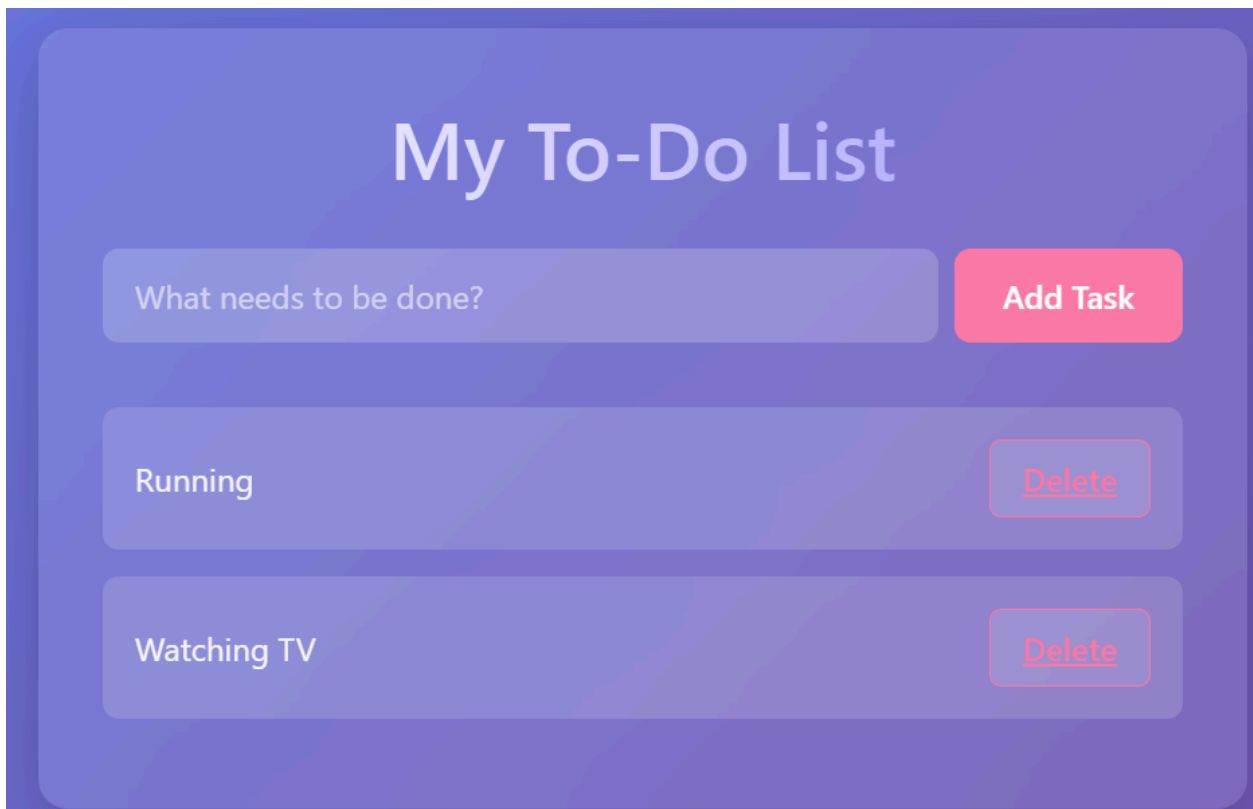 My To-Do List
What needs to be done?
Add Task
Running
Delete
Watching TV
Delete